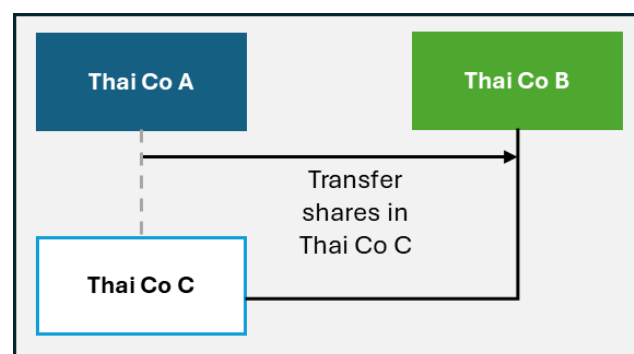 Thai Co A
Thai Co B
Transfer
shares in
Thai Co C
Thai Co C